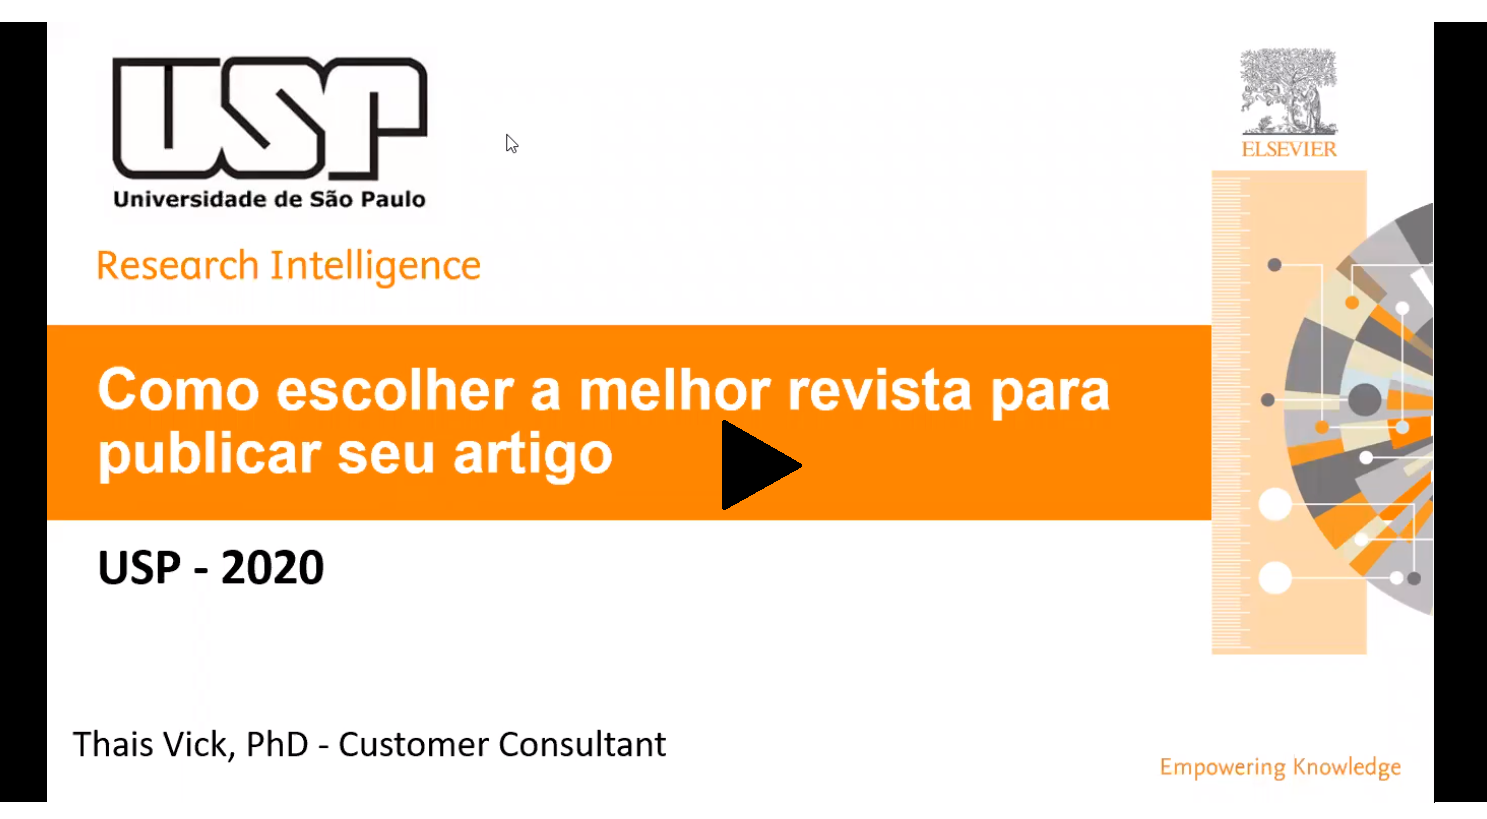 USP
Universidade de São Paulo
ELSEVIER
Research Intelligence
Como escolher a melhor revista para
publicar seu artigo
USP - 2020
Thais Vick, PhD - Customer Consultant
Empowering Knowledge